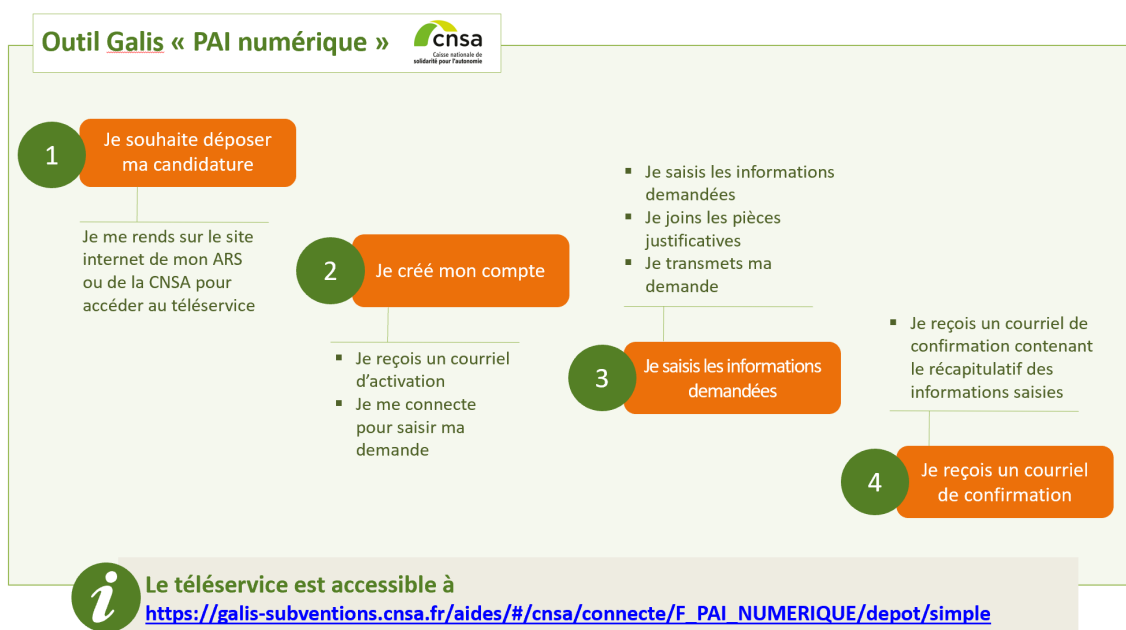 Outil Galis « PAI numérique »
cnsa
Caisse nationale de
solidarité pour l'autonomie
1
Je souhaite déposer
ma candidature
Je me rends sur le site
internet de mon ARS
ou de la CNSA pour
accéder au téléservice
2
Je créé mon compte
▪ Je reçois un courriel
d’activation
▪ Je me connecte
pour saisir ma
demande
▪ Je saisis les informations
demandées
▪ Je joins les pièces
justificatives
▪ Je transmets ma
demande
3
Je saisis les informations
demandées
▪ Je reçois un courriel de
confirmation contenant
le récapitulatif des
informations saisies
4
Je reçois un courriel
de confirmation
i
Le téléservice est accessible à
https://galis-subventions.cnsa.fr/aides/#/cnsa/connecte/F_PAI_NUMERIQUE/depot/simple